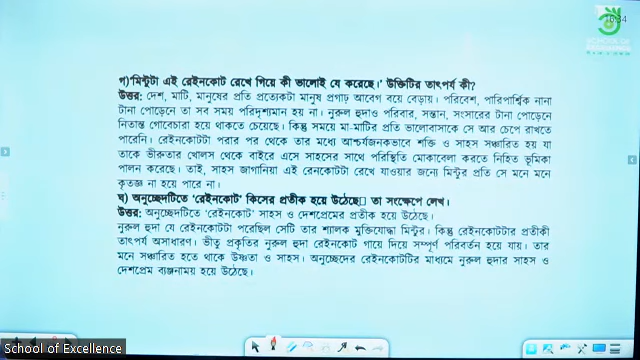 16:34
গ)'মিন্টুটা এই রেইনকোট রেখে গিয়ে কী ভালোই যে করেছে।' উক্তিটির তাৎপর্য কী?
উত্তর: দেশ, মাটি, মানুষের প্রতি প্রত্যেকটা মানুষ প্রগাঢ় আবেগ বয়ে বেড়ায়। পরিবেশ, পারিপার্শ্বিক নানা
টানা পোড়েনে তা সব সময় পরিদৃশ্যমান হয় না। নুরুল হুদাও পরিবার, সন্তান, সংসারের টানা পোড়েনে
নিতান্ত গোবেচারা হয়ে থাকতে চেয়েছে। কিন্তু সময়ে মা-মাটির প্রতি ভালোবাসাকে সে আর চেপে রাখতে
পারেনি। রেইনকোটটা পরার পর থেকে তার মধ্যে আশ্চর্যজনকভাবে শক্তি ও সাহস সঞ্চারিত হয় যা
তাকে ভীরুতার খোলস থেকে বাইরে এসে সাহসের সাথে পরিস্থিতি মোকাবেলা করতে নিহিত ভূমিকা
পালন করেছে। তাই, সাহস জাগানিয়া এই রেনকোটটা রেখে যাওয়ার জন্যে মিন্টুর প্রতি সে মনে মনে
কৃতজ্ঞ না হয়ে পারে না।
ঘ) অনুচ্ছেদটিতে 'রেইনকোট' কিসের প্রতীক হয়ে উঠেছে তা সংক্ষেপে লেখ।
উত্তর: অনুচ্ছেদটিতে 'রেইনকোট' সাহস ও দেশপ্রেমের প্রতীক হয়ে উঠেছে।
নুরুল হুদা যে রেইনকোটটা পরেছিল সেটি তার শ্যালক মুক্তিযোদ্ধা মিন্টুর। কিন্তু রেইনকোটটার প্রতীকী
তাৎপর্য অসাধারণ। ভীতু প্রকৃতির নুরুল হুদা রেইনকোট গায়ে দিয়ে সম্পূর্ণ পরিবর্তন হয়ে যায়। তার
মনে সঞ্চারিত হতে থাকে উষ্ণতা ও সাহস। অনুচ্ছেদের রেইনকোটটির মাধ্যমে নুরুল হুদার সাহস ও
দেশপ্রেম ব্যঞ্জনাময় হয়ে উঠেছে।
School of Excellence